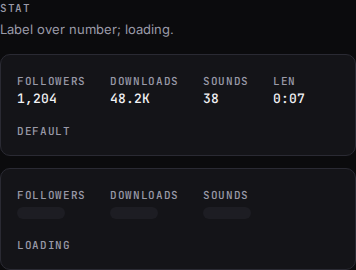 STAT
Label over number; loading.
FOLLOWERS DOWNLOADS SOUNDS LEN
1,204 48.2K 38 0:07
DEFAULT
FOLLOWERS DOWNLOADS SOUNDS
LOADING